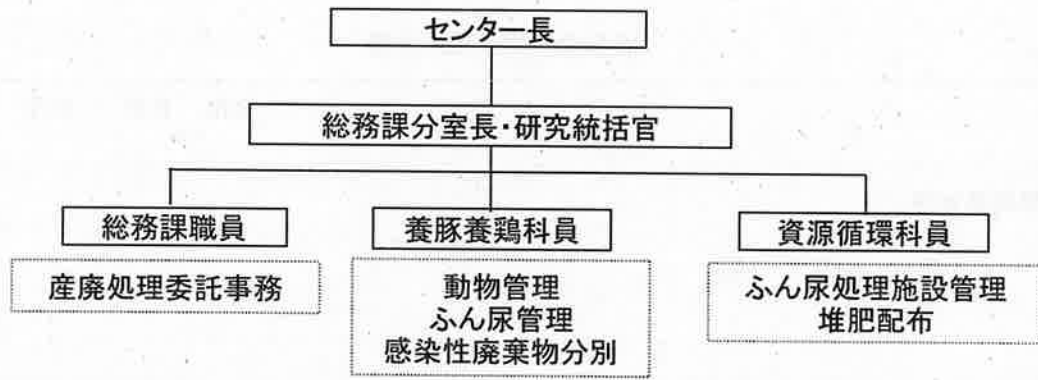 センター長
総務課分室長・研究統括官
総務課職員
養豚養鶏科員
資源循環科員
産廃処理委託事務
動物管理
ふん尿管理
感染性廃棄物分別
ふん尿処理施設管理
堆肥配布